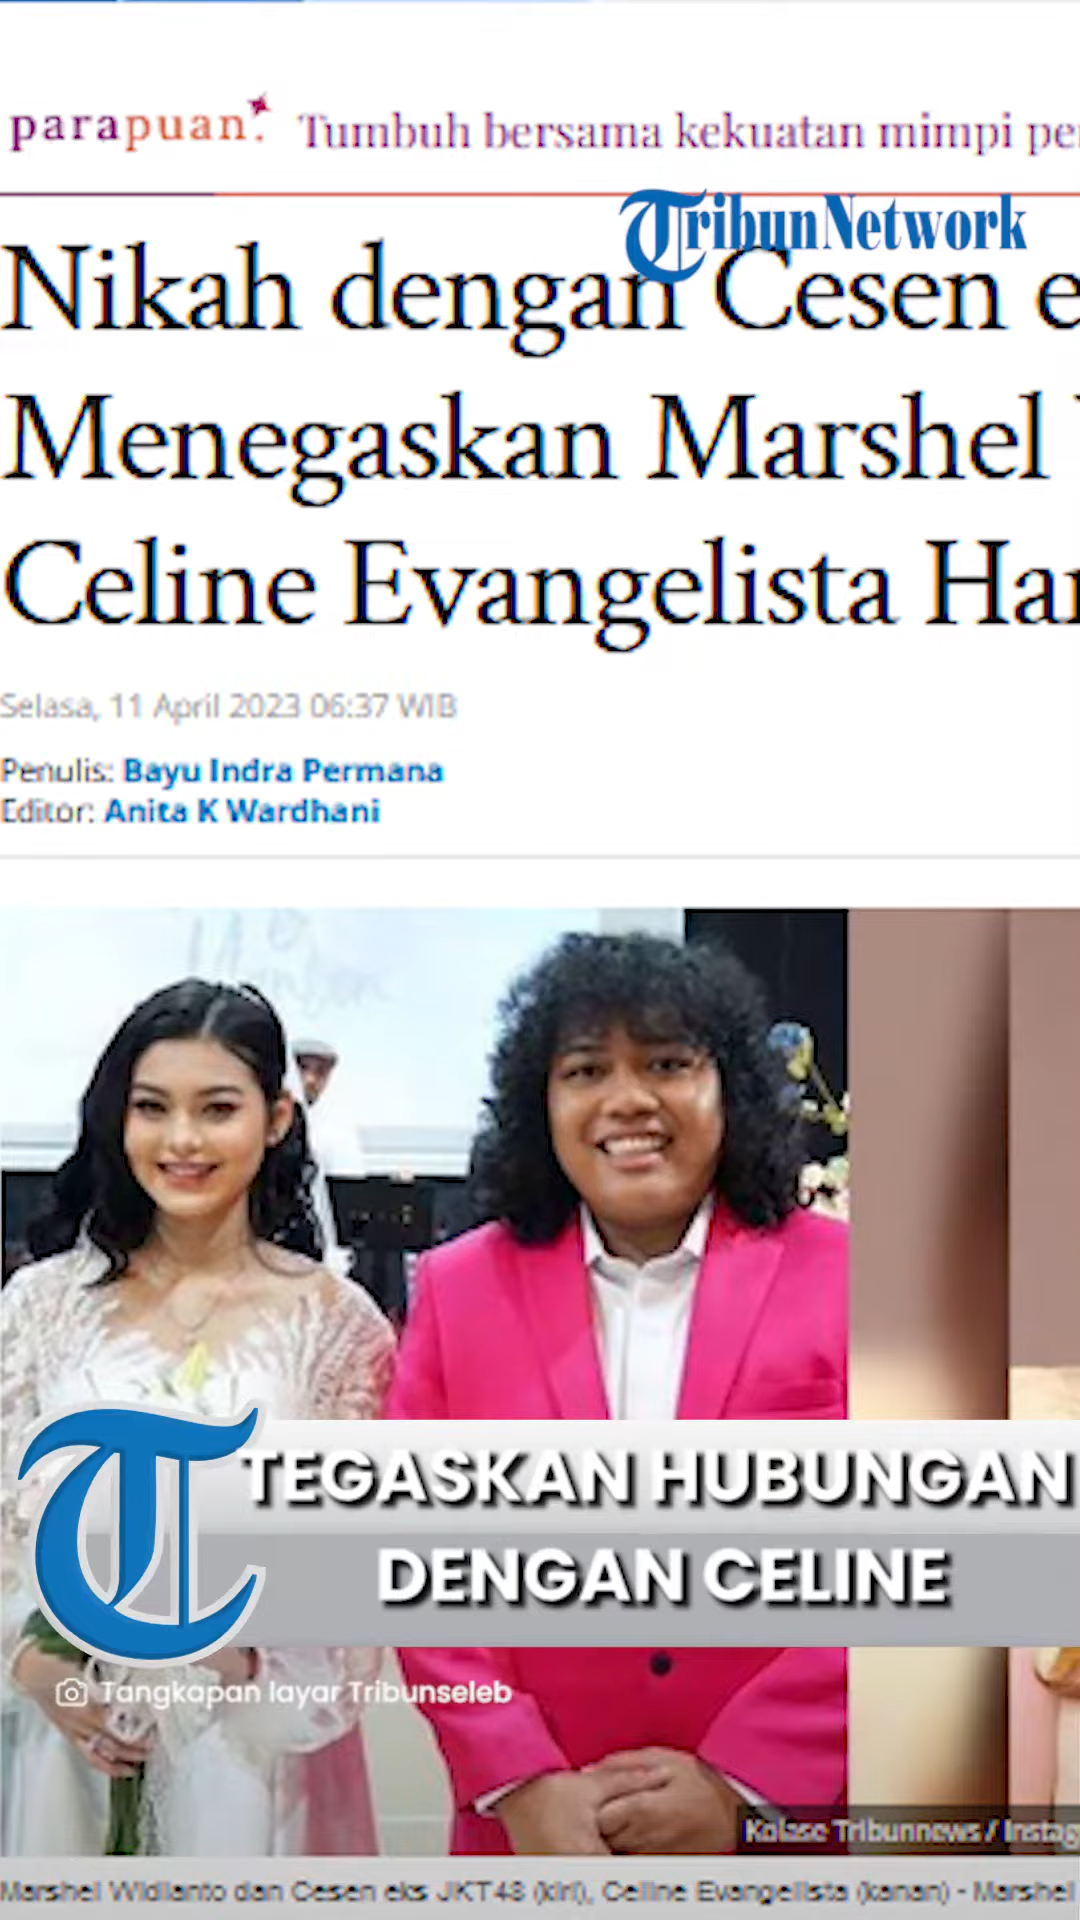 parapuan. Tumbuh bersama kekuatan mimpi
TribunNetwork
Nikah dengan Cesen e
Menegaskan Marshel
Celine Evangelista Har
Selasa, 11 April 2023 06:37 WIB
Penulis: Bayu Indra Permana
Editor: Anita K Wardhani
TEGASKAN HUBUNGAN
DENGAN CELINE
Tangkapan layar Tribunseleb
Kolase Tribunnews / Instag
Marshel Widianto dan Cesen eks JKT48 (kiri), Celine Evangelista (kanan) - Marshel